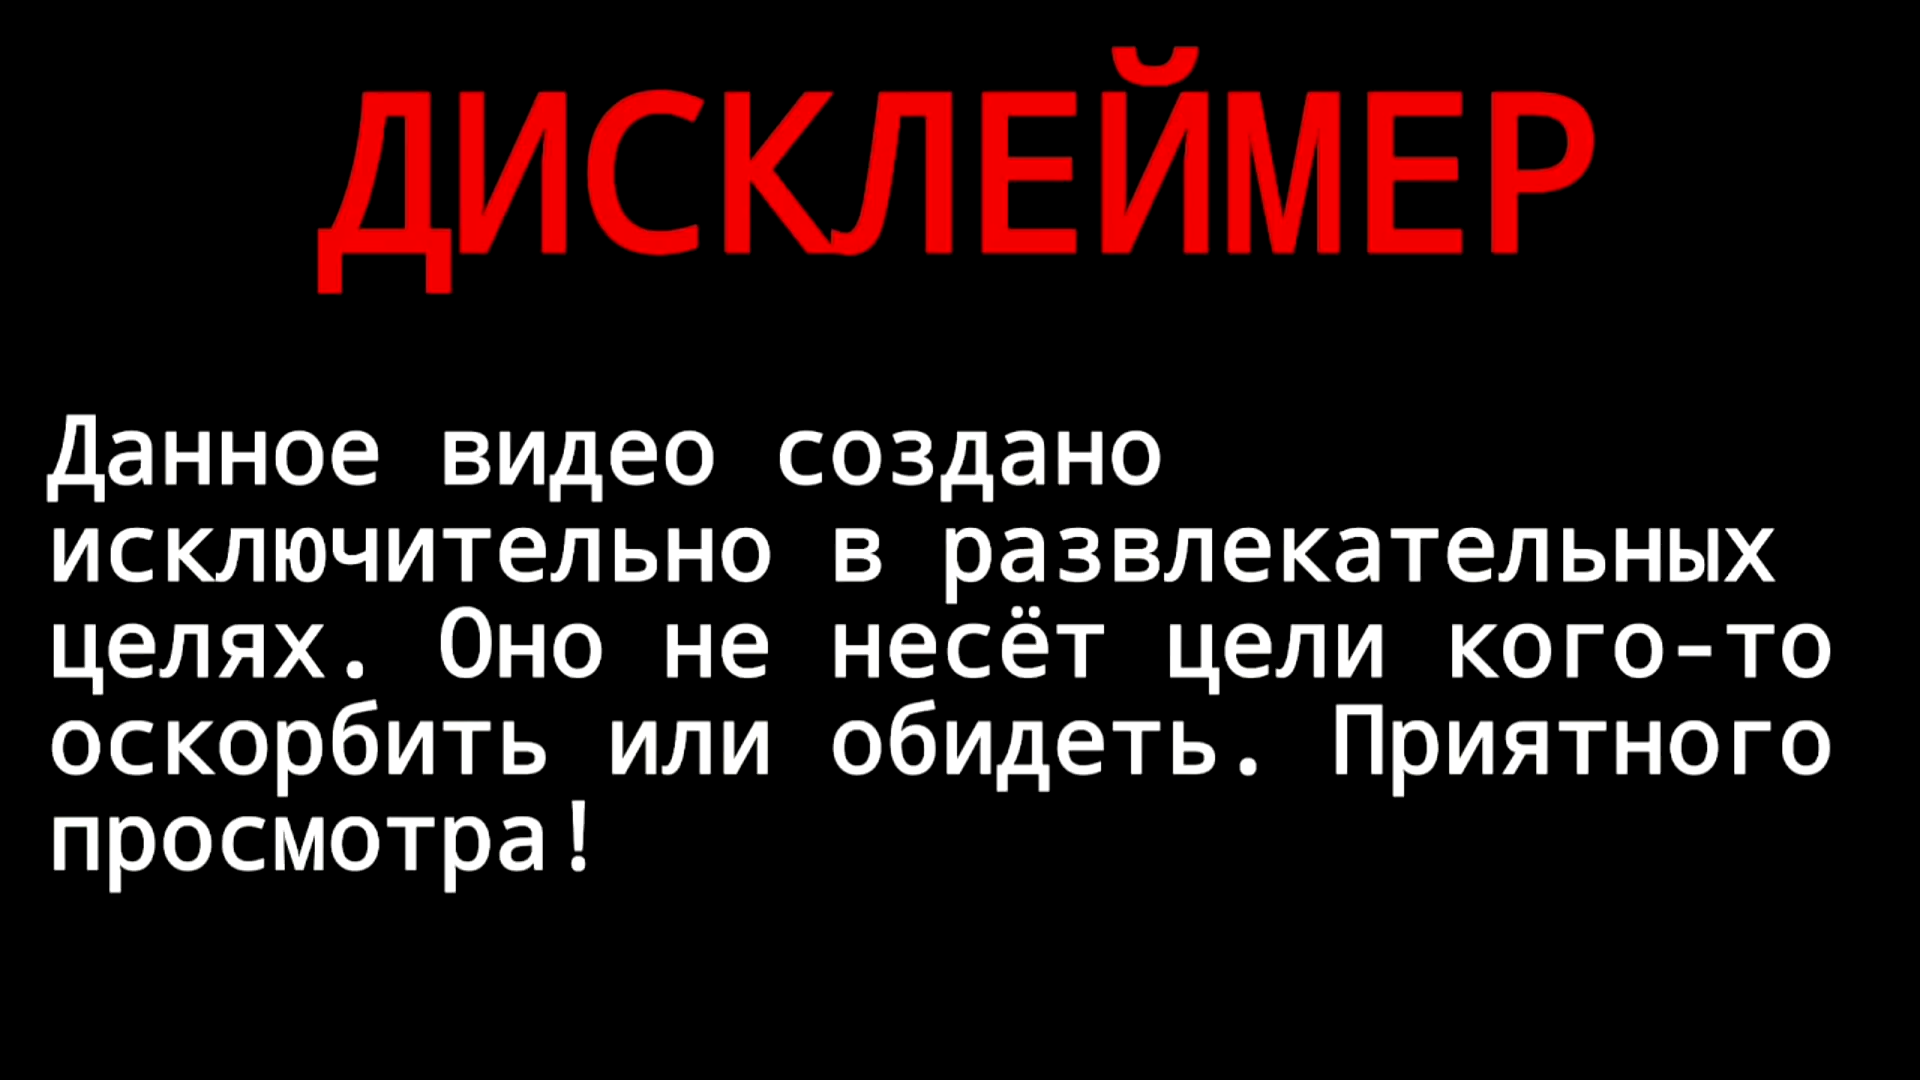 ДИСКЛЕЙМЕР
Данное видео создано
исключительно в развлекательных
целях. Оно не несёт цели кого-то
оскорбить или обидеть. Приятного
просмотра!